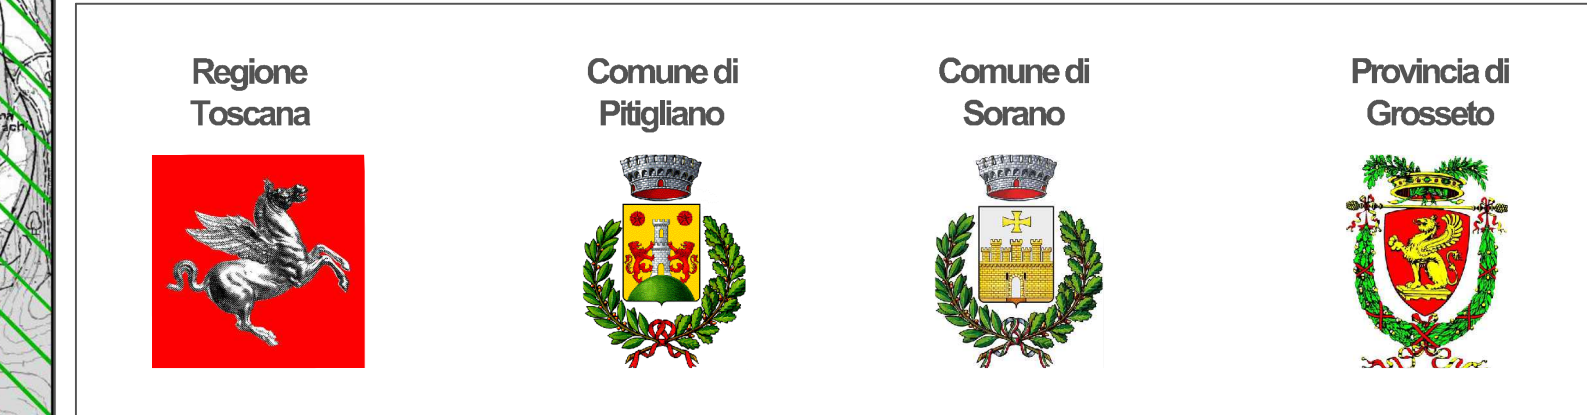 Regione
Toscana
Comune di
Pitigliano
Comune di
Sorano
Provincia di
Grosseto